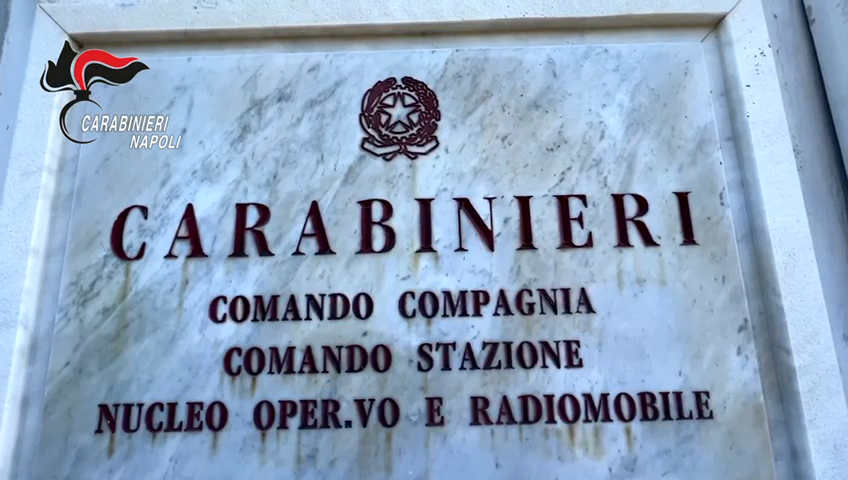 CARABINIERI
NAPOLI
CARABINIERI
COMANDO COMPAGNIA
COMANDO STAZIONE
NUCLEO OPER.VO E RADIOMOBILE